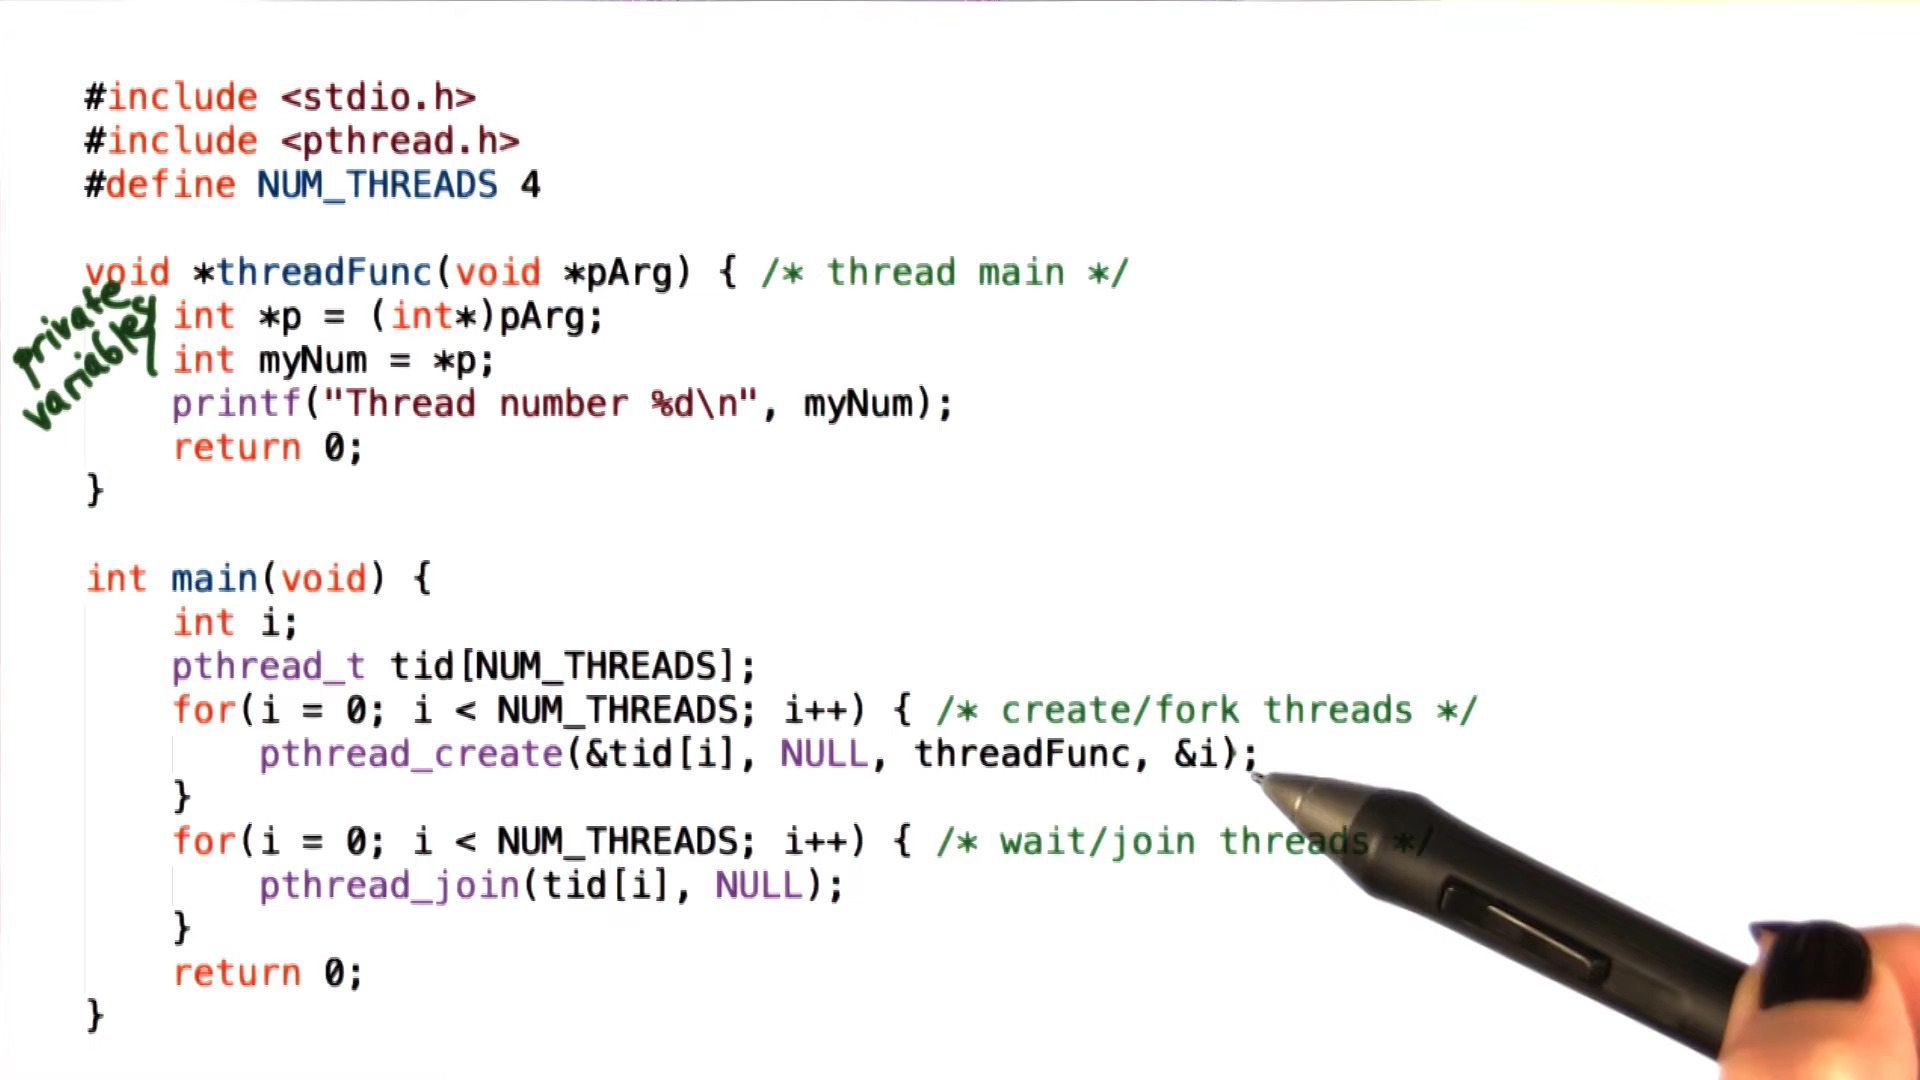 #include <stdio.h>
#include <pthread.h>
#define NUM_THREADS 4
void *threadFunc(void *pArg) { /* thread main */
private
variables
int *p = (int*)pArg;
int myNum = *p;
printf("Thread number %d\n", myNum);
return 0;
}
int main(void) {
int i;
pthread_t tid[NUM_THREADS];
for(i = 0; i < NUM_THREADS; i++) { /* create/fork threads */
pthread_create(&tid[i], NULL, threadFunc, &i);
}
for(i = 0; i < NUM_THREADS; i++) { /* wait/join threads */
pthread_join(tid[i], NULL);
}
return 0;
}